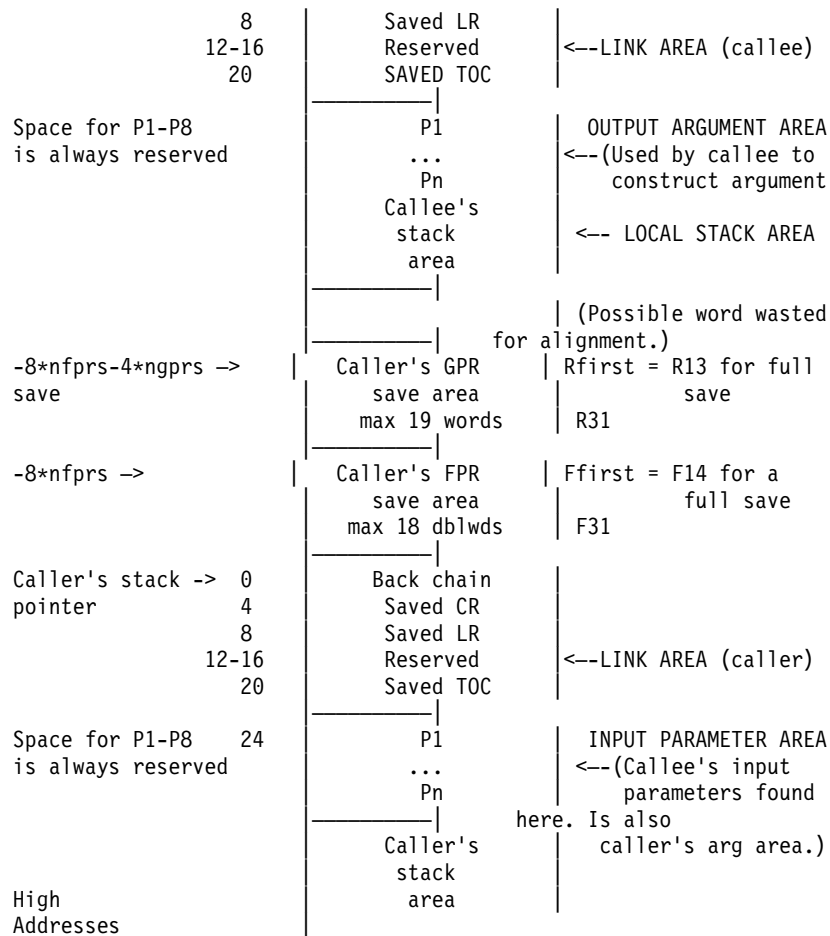 8 | Saved LR |
12-16 | Reserved |<–-LINK AREA (callee)
20 | SAVED TOC |
|——————————|
Space for P1-P8 | P1 | OUTPUT ARGUMENT AREA
is always reserved | ... |<–-(Used by callee to
| Pn | construct argument
| Callee's |
| stack | <–- LOCAL STACK AREA
| area |
|——————————|
| | (Possible word wasted
|——————————| for alignment.)
-8*nfprs-4*ngprs –> | Caller's GPR | Rfirst = R13 for full
save | save area | save
| max 19 words | R31
|——————————|
-8*nfprs –> | Caller's FPR | Ffirst = F14 for a
| save area | full save
| max 18 dblwds | F31
|——————————|
Caller's stack -> 0 | Back chain |
pointer 4 | Saved CR |
8 | Saved LR |
12-16 | Reserved |<–-LINK AREA (caller)
20 | Saved TOC |
|——————————|
Space for P1-P8 24 | P1 | INPUT PARAMETER AREA
is always reserved | ... | <–-(Callee's input
| Pn | parameters found
|——————————| here. Is also
| Caller's | caller's arg area.)
| stack |
High | area |
Addresses |